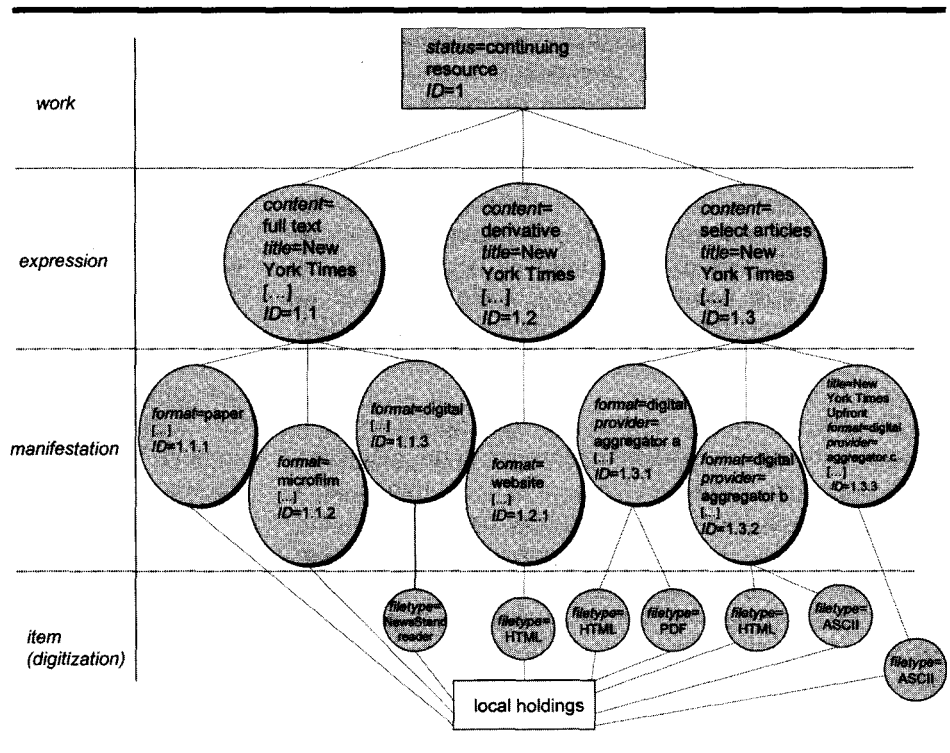 status=continuing
resource
ID=1
work
content=
full text
title=New
York Times
[...]
ID=1.1
content=
derivative
title=New
York Times
[...]
ID=1.2
content=
select articles
title=New
York Times
[...]
ID=1.3
expression
format=paper
[...]
ID=1.1.1
format=
microfilm
[...]
ID=1.1.2
format=digital
[...]
ID=1.1.3
format=
website
[...]
ID=1.2.1
format=digital
provider=
aggregator a
[...]
ID=1.3.1
format=digital
provider=
aggregator b
[...]
ID=1.3.2
title=New
York Times
Upfront
format=digital
provider=
aggregator c
[...]
ID=1.3.3
manifestation
filetype=
NewsStand
reader
filetype=
HTML
filetype=
HTML
filetype=
PDF
filetype=
HTML
filetype=
ASCII
filetype=
ASCII
item
(digitization)
local holdings